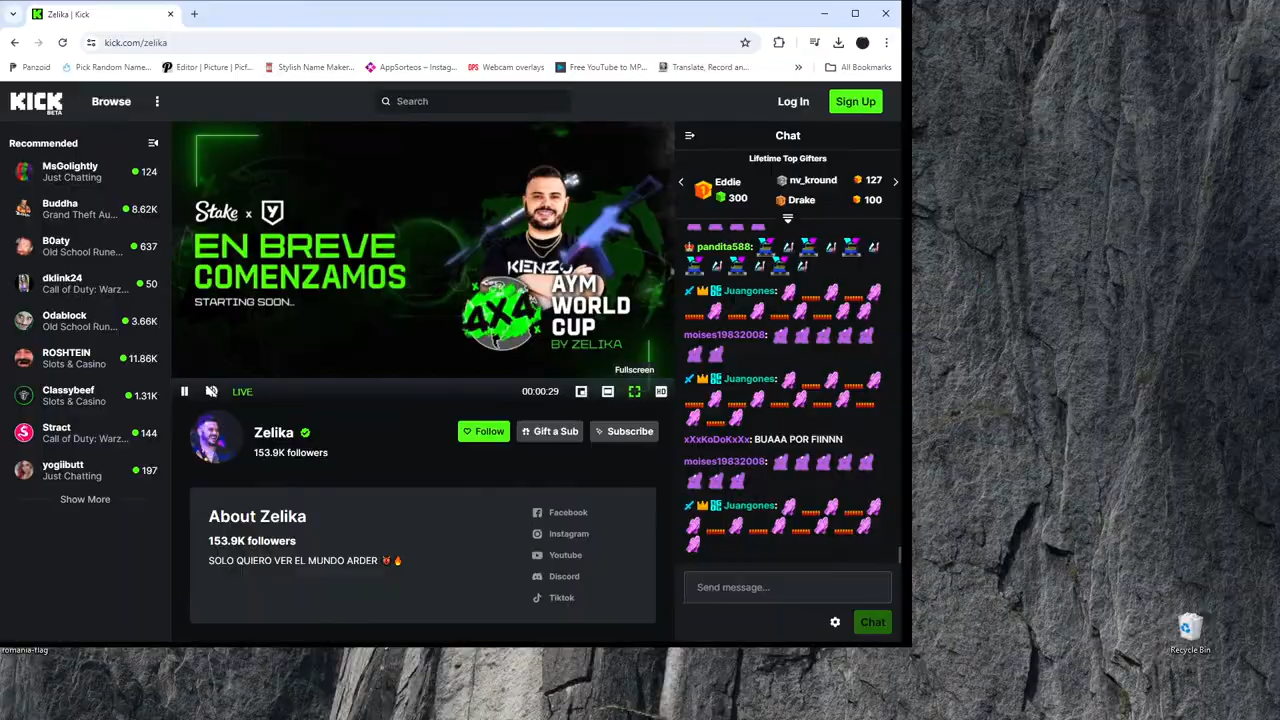 Zelika | Kick
kick.com/zelika
Panzoid
Pick Random Name...
Editor | Picture | Picf...
Stylish Name Maker...
AppSorteos – Instag...
OPS Webcam overlays
Free YouTube to MP...
Translate, Record an...
All Bookmarks
KICK
BETA
Browse
Search
Log In
Sign Up
Recommended
MsGolightly
Just Chatting
124
Buddha
Grand Theft Au...
8.62K
B0aty
Old School Rune...
637
dklink24
Call of Duty: Warz...
50
Odablock
Old School Run...
3.66K
ROSHTEIN
Slots & Casino
11.86K
Classybeef
Slots & Casino
1.31K
Stract
Call of Duty: Warz...
144
yogiibutt
Just Chatting
197
Show More
Stake x
EN BREVE
COMENZAMOS
STARTING SOON...
KENZO
4X4
AYM
WORLD
CUP
BY ZELIKA
Fullscreen
LIVE
00:00:29
HD
Zelika
153.9K followers
Follow
Gift a Sub
Subscribe
About Zelika
153.9K followers
SOLO QUIERO VER EL MUNDO ARDER
Facebook
Instagram
Youtube
Discord
Tiktok
Chat
Lifetime Top Gifters
Eddie
300
nv_kround
127
Drake
100
pandita588:
Juangones:
moises19832008:
Juangones:
xXxKoDoKxXx: BUAAA POR FIINNN
moises19832008:
Juangones:
Send message...
Chat
romania-flag
Recycle Bin